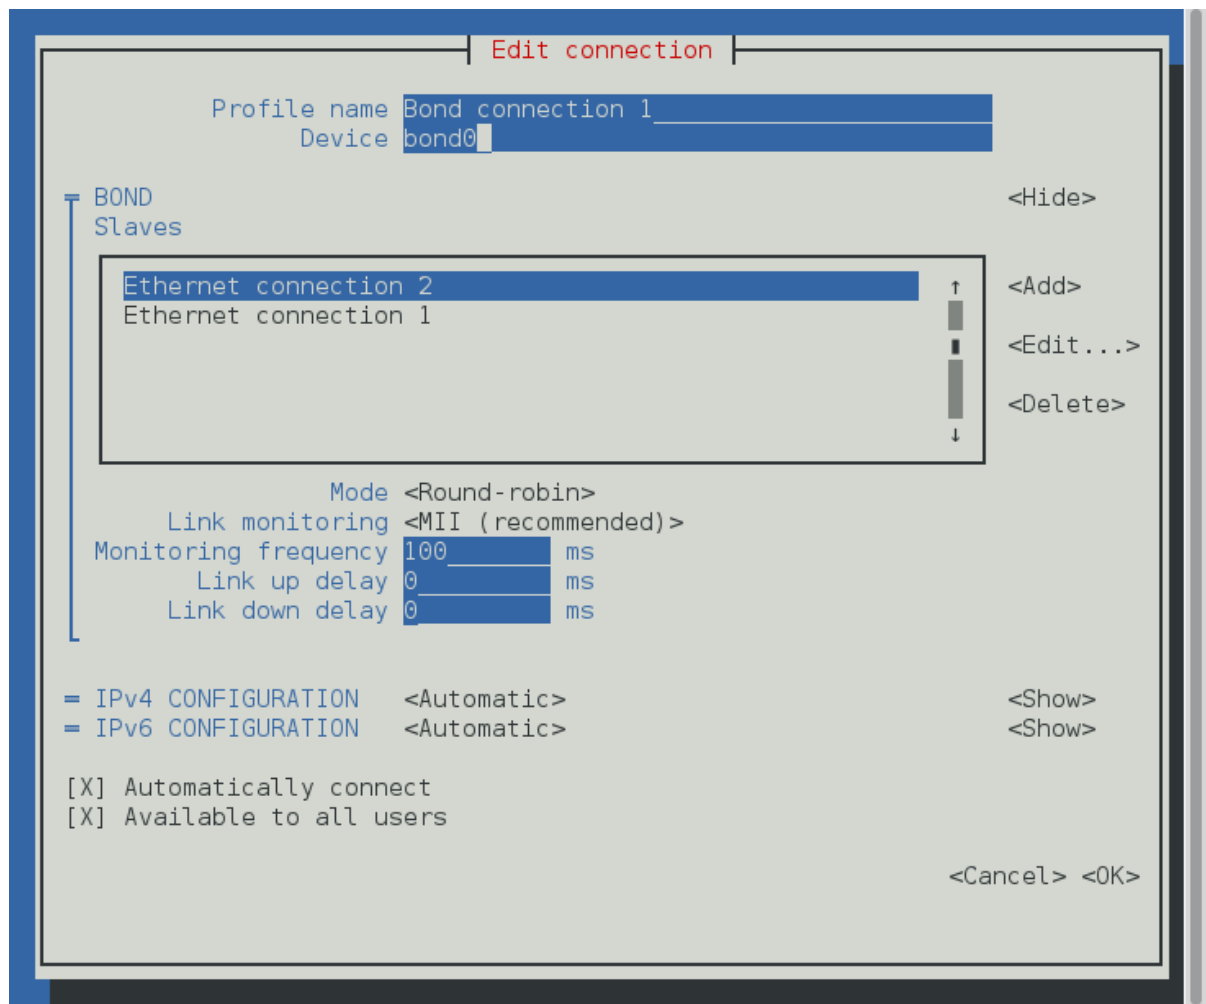 Edit connection
Profile name Bond connection 1
Device bond0
BOND <Hide>
Slaves
Ethernet connection 2 ↑ <Add>
Ethernet connection 1
<Edit...>
<Delete>
↓
Mode <Round-robin>
Link monitoring <MII (recommended)>
Monitoring frequency 100 ms
Link up delay 0 ms
Link down delay 0 ms
= IPv4 CONFIGURATION <Automatic> <Show>
= IPv6 CONFIGURATION <Automatic> <Show>
[X] Automatically connect
[X] Available to all users
<Cancel> <OK>